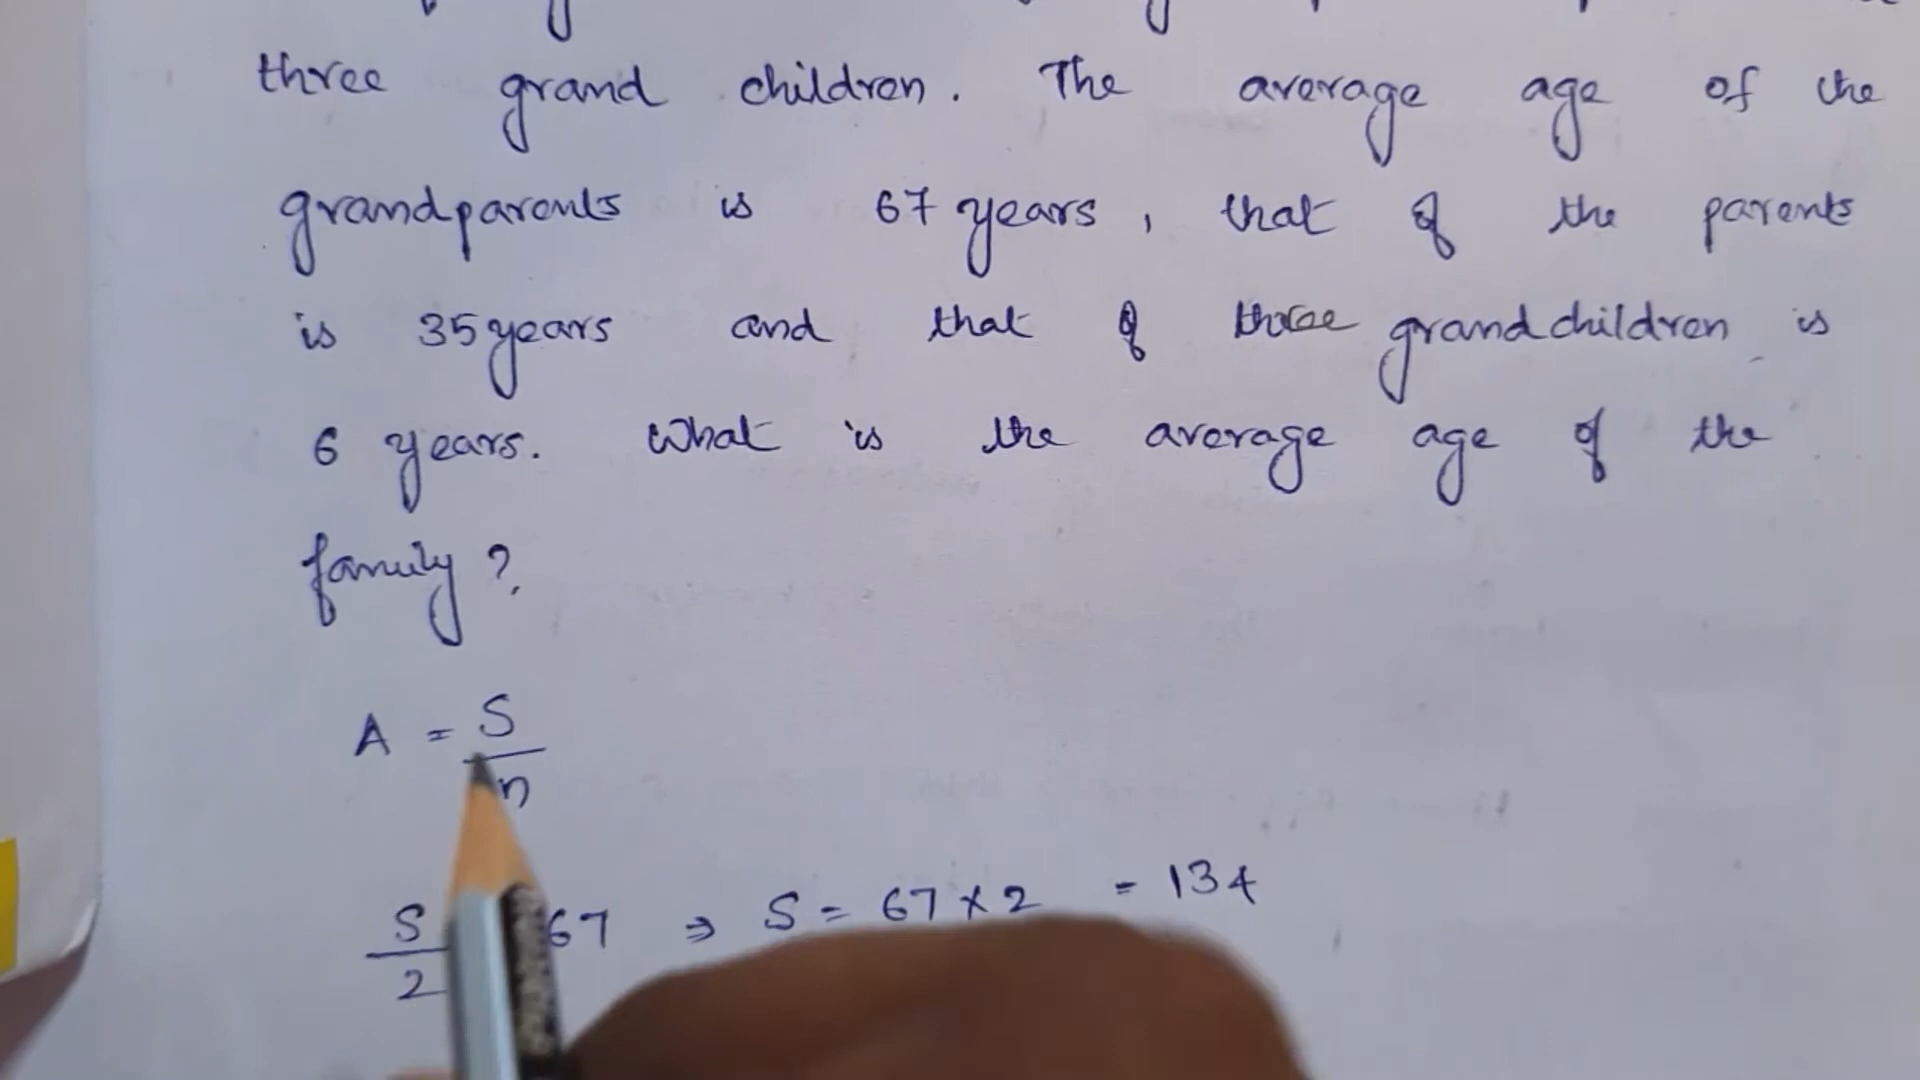 three grand children. The average age of the
grandparents is 67 years, that of the parents
is 35 years and that of three grandchildren is
6 years. What is the average age of the
family?
A = S
n
S 67 ⇒ S = 67 × 2 = 134
2